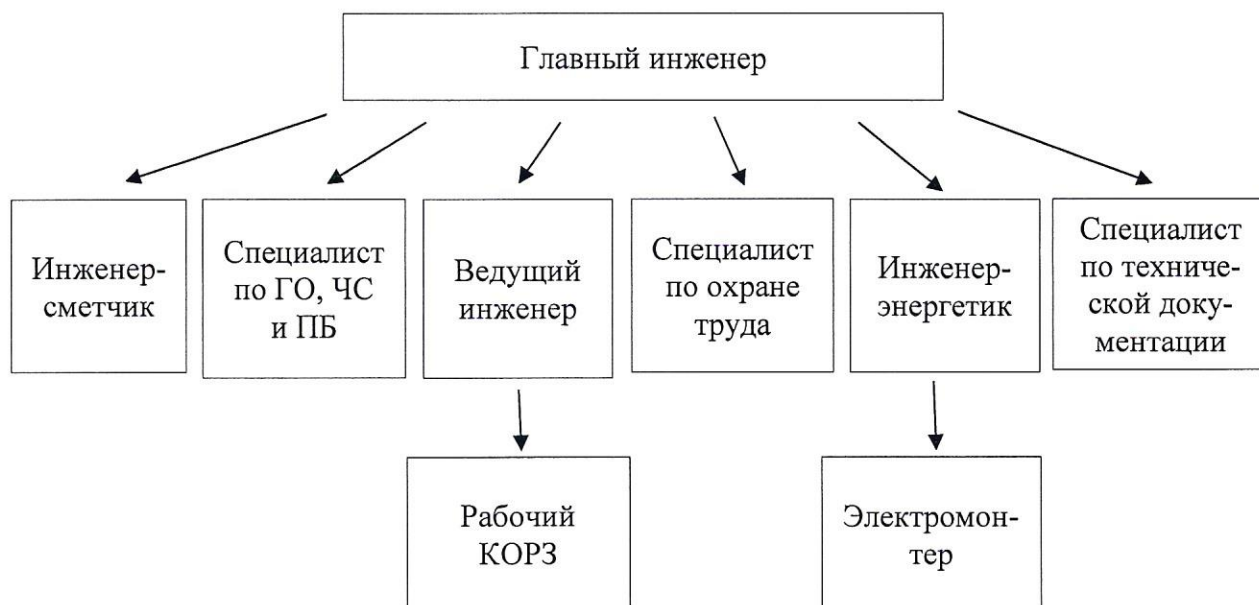 Главный инженер
Инженер-
сметчик
Специалист
по ГО, ЧС
и ПБ
Ведущий
инженер
Специалист
по охране
труда
Инженер-
энергетик
Специалист
по техниче-
ской доку-
ментации
Рабочий
КОРЗ
Электромон-
тер